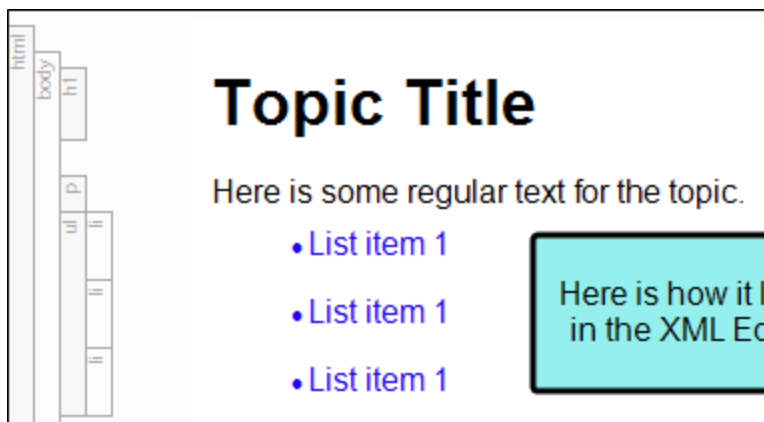 html
body
h1
Topic Title
p
Here is some regular text for the topic.
ul
li
• List item 1
li
• List item 1
li
• List item 1
Here is how it
in the XML